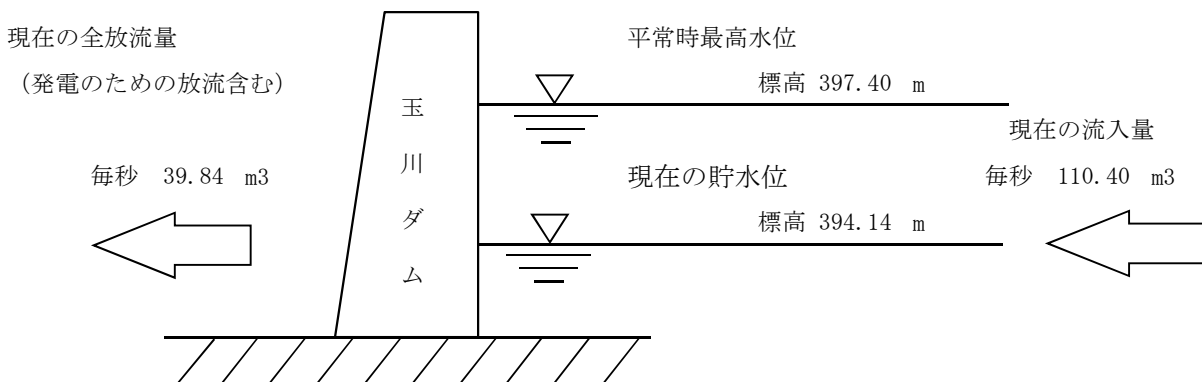 現在の全放流量
（発電のための放流含む）
毎秒 39.84 m3
玉川ダム
平常時最高水位
標高 397.40 m
現在の貯水位
標高 394.14 m
現在の流入量
毎秒 110.40 m3